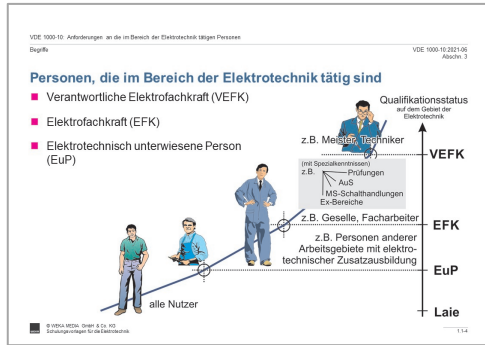 VDE 1000-10: Anforderungen an die im Bereich der Elektrotechnik tätigen Personen
Begriffe
VDE 1000-10:2021-06
Abschn. 3
Personen, die im Bereich der Elektrotechnik tätig sind
Verantwortliche Elektrofachkraft (VEFK)
Elektrofachkraft (EFK)
Elektrotechnisch unterwiesene Person
(EuP)
Qualifikationsstatus
auf dem Gebiet der
Elektrotechnik
z.B. Meister, Techniker
VEFK
(mit Spezialkenntnissen)
z.B.
Prüfungen
AuS
MS-Schalthandlungen
Ex-Bereiche
z.B. Geselle, Facharbeiter
EFK
z.B. Personen anderer
Arbeitsgebiete mit elektro-
technischer Zusatzausbildung
EuP
alle Nutzer
Laie
© WEKA MEDIA GmbH & Co. KG
Schulungsvorlagen für die Elektrotechnik
1.1-4